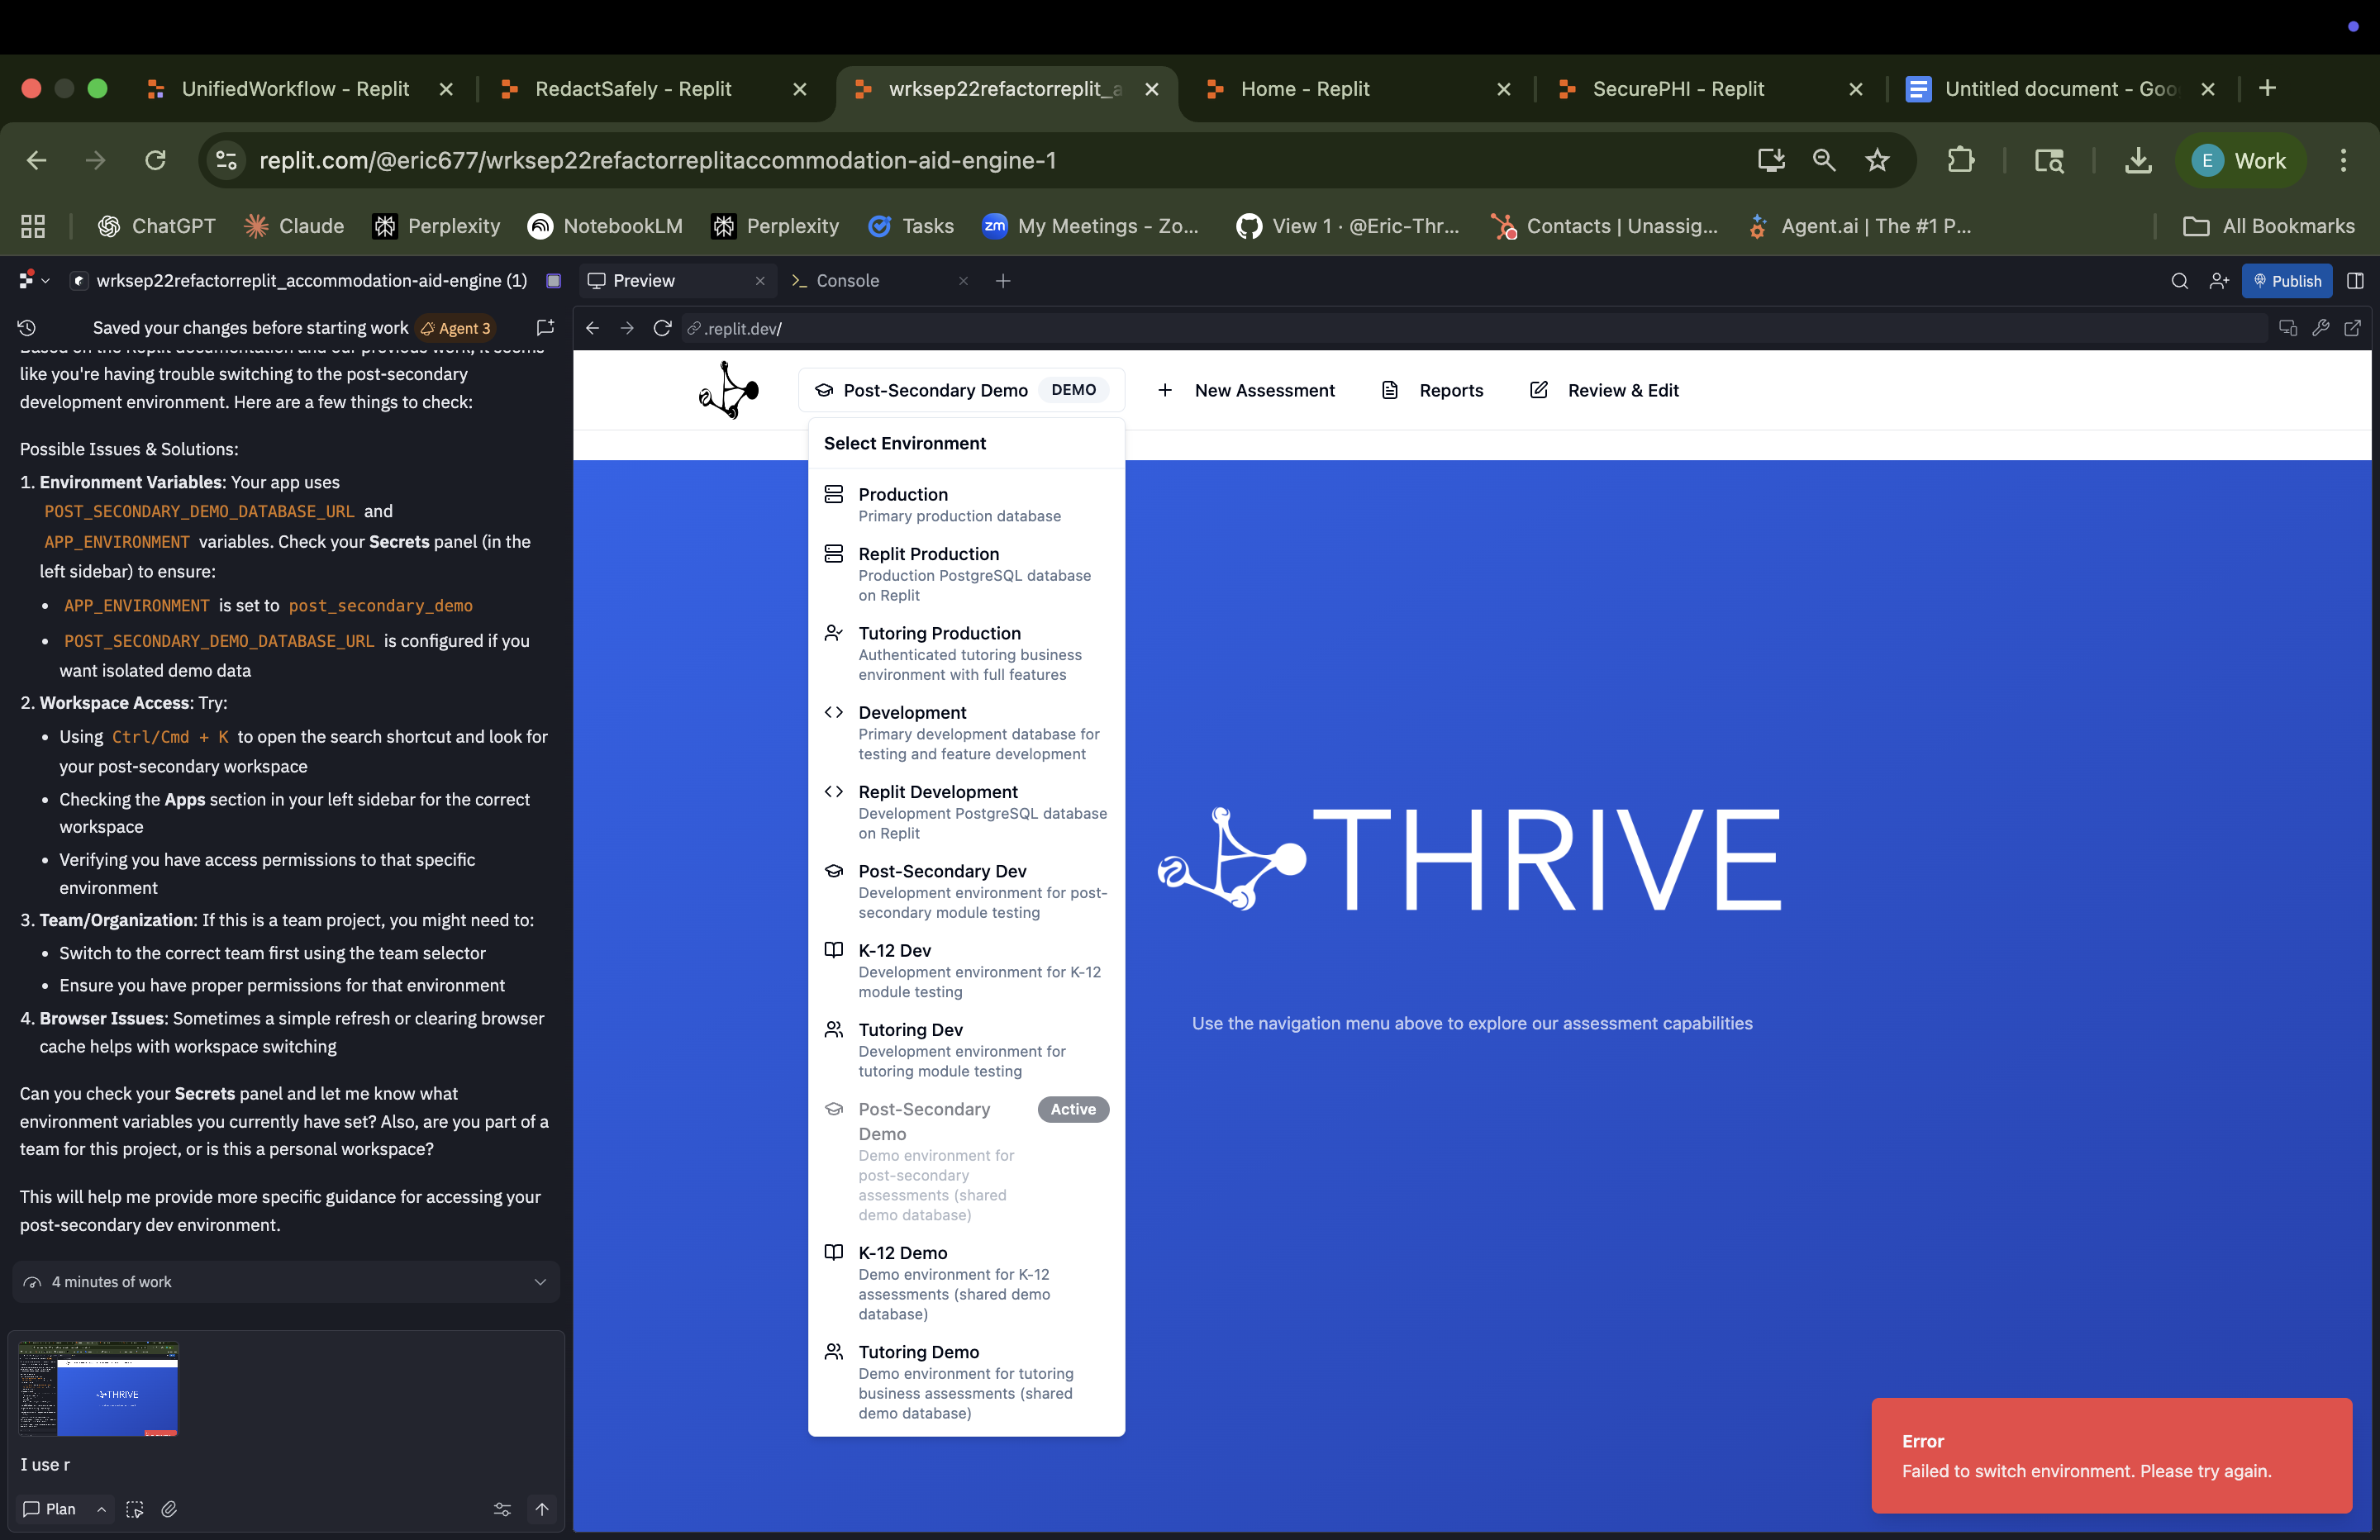 UnifiedWorkflow - Replit
RedactSafely - Replit
wrksep22refactorreplit_a
Home - Replit
SecurePHI - Replit
Untitled document - Goo
replit.com/@eric677/wrksep22refactorreplitaccommodation-aid-engine-1
E Work
ChatGPT
Claude
Perplexity
NotebookLM
Perplexity
Tasks
zm My Meetings - Zo...
View 1 · @Eric-Thr...
Contacts | Unassig...
Agent.ai | The #1 P...
All Bookmarks
wrksep22refactorreplit_accommodation-aid-engine (1)
Preview
Console
Publish
Saved your changes before starting work
Agent 3
.replit.dev/
Based on the Replit documentation and our previous work, it seems
like you're having trouble switching to the post-secondary
development environment. Here are a few things to check:
Possible Issues & Solutions:
1. Environment Variables: Your app uses
POST_SECONDARY_DEMO_DATABASE_URL and
APP_ENVIRONMENT variables. Check your Secrets panel (in the
left sidebar) to ensure:
• APP_ENVIRONMENT is set to post_secondary_demo
• POST_SECONDARY_DEMO_DATABASE_URL is configured if you
want isolated demo data
2. Workspace Access: Try:
• Using Ctrl/Cmd + K to open the search shortcut and look for
your post-secondary workspace
• Checking the Apps section in your left sidebar for the correct
workspace
• Verifying you have access permissions to that specific
environment
3. Team/Organization: If this is a team project, you might need to:
• Switch to the correct team first using the team selector
• Ensure you have proper permissions for that environment
4. Browser Issues: Sometimes a simple refresh or clearing browser
cache helps with workspace switching
Can you check your Secrets panel and let me know what
environment variables you currently have set? Also, are you part of a
team for this project, or is this a personal workspace?
This will help me provide more specific guidance for accessing your
post-secondary dev environment.
4 minutes of work
THRIVE
I use r
Plan
Post-Secondary Demo DEMO
New Assessment
Reports
Review & Edit
Select Environment
Production
Primary production database
Replit Production
Production PostgreSQL database
on Replit
Tutoring Production
Authenticated tutoring business
environment with full features
Development
Primary development database for
testing and feature development
Replit Development
Development PostgreSQL database
on Replit
Post-Secondary Dev
Development environment for post-
secondary module testing
K-12 Dev
Development environment for K-12
module testing
Tutoring Dev
Development environment for
tutoring module testing
Post-Secondary
Demo
Active
Demo environment for
post-secondary
assessments (shared
demo database)
K-12 Demo
Demo environment for K-12
assessments (shared demo
database)
Tutoring Demo
Demo environment for tutoring
business assessments (shared
demo database)
THRIVE
Use the navigation menu above to explore our assessment capabilities
Error
Failed to switch environment. Please try again.